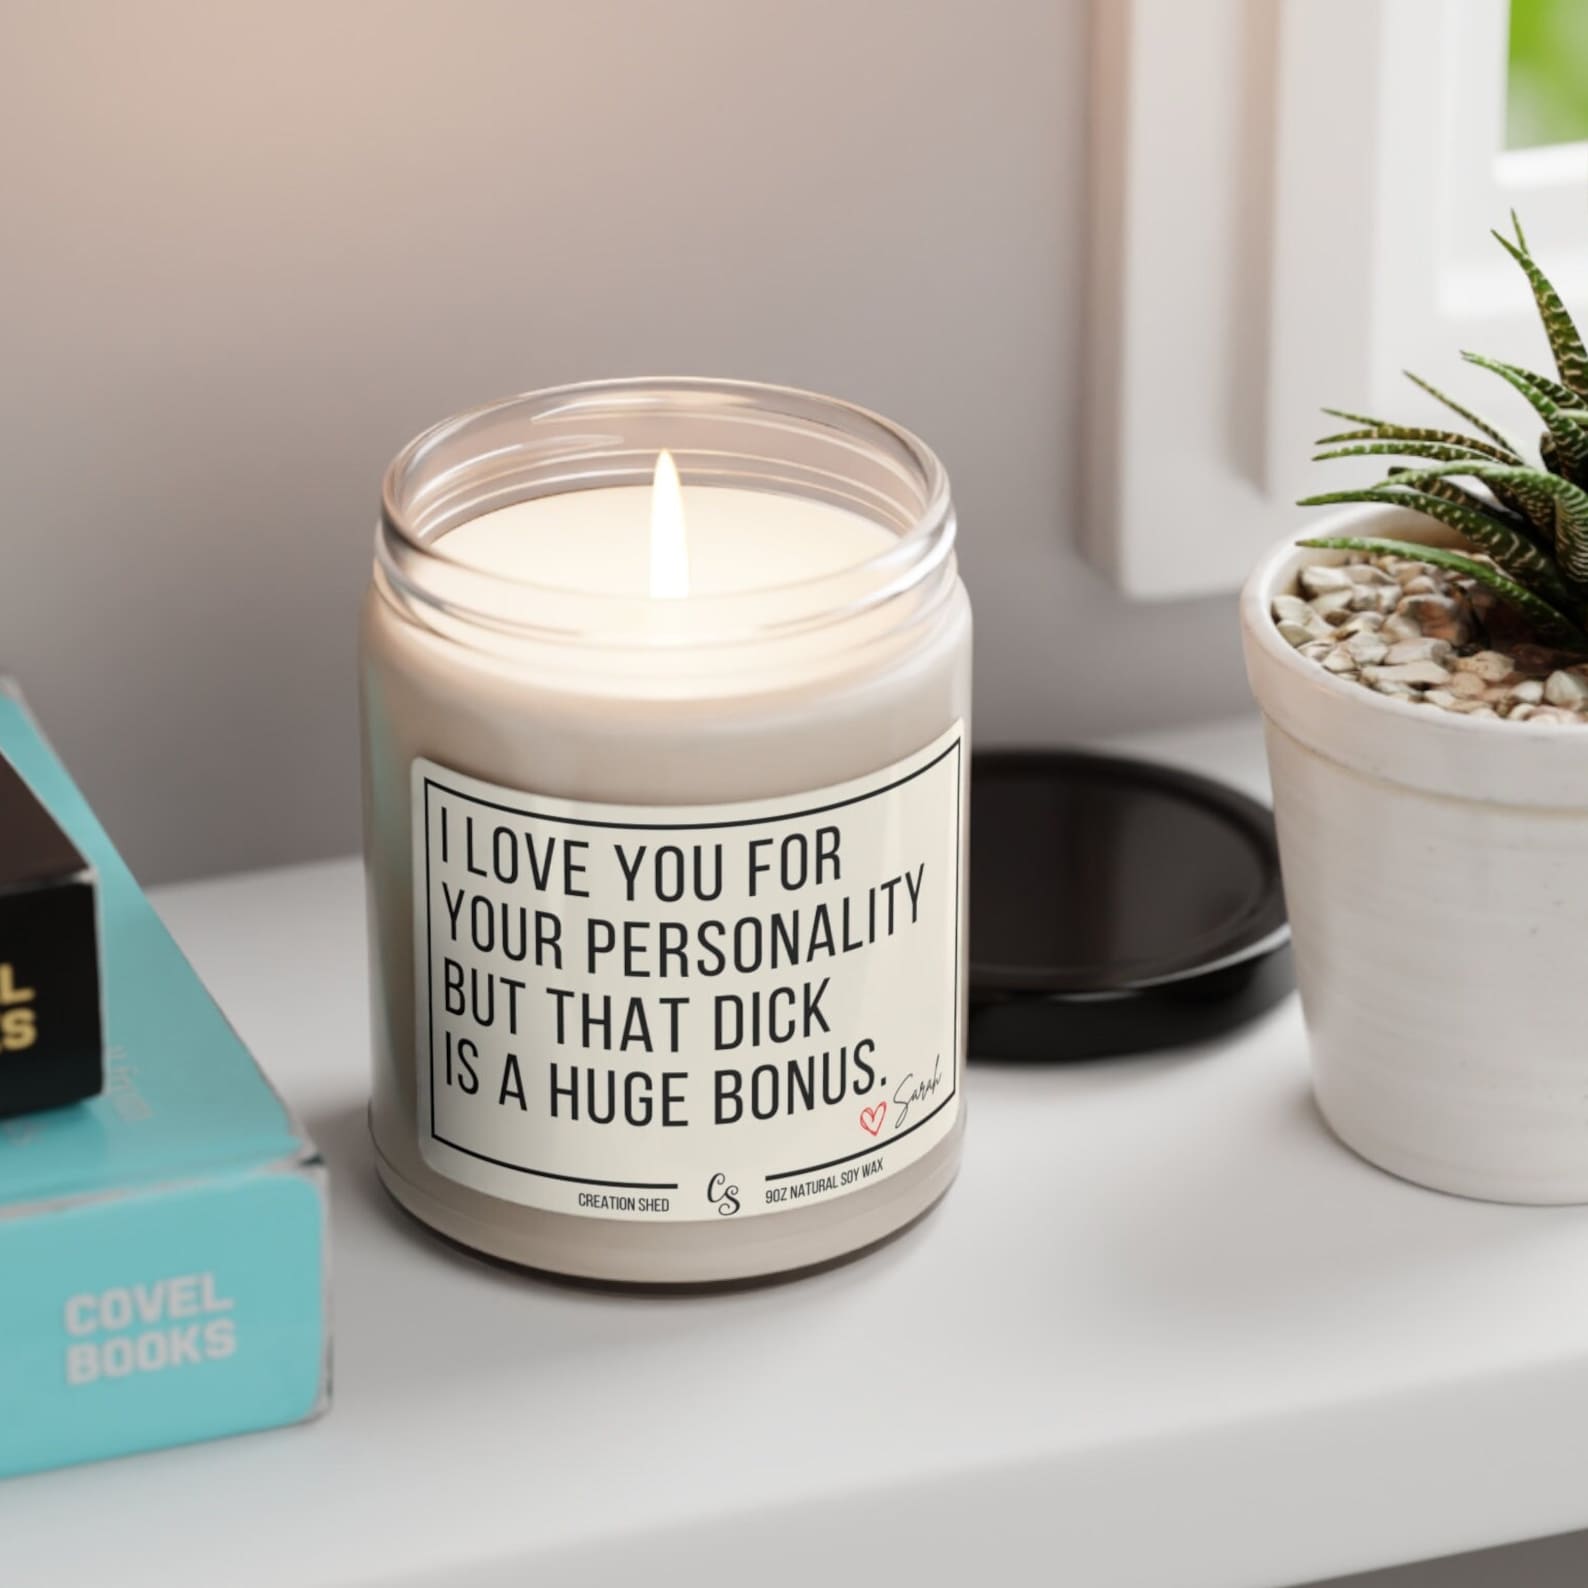 I LOVE YOU FOR
YOUR PERSONALITY
BUT THAT DICK
IS A HUGE BONUS.
Sarah
CREATION SHED
CS
9OZ NATURAL SOY WAX
COVEL
BOOKS
L
S